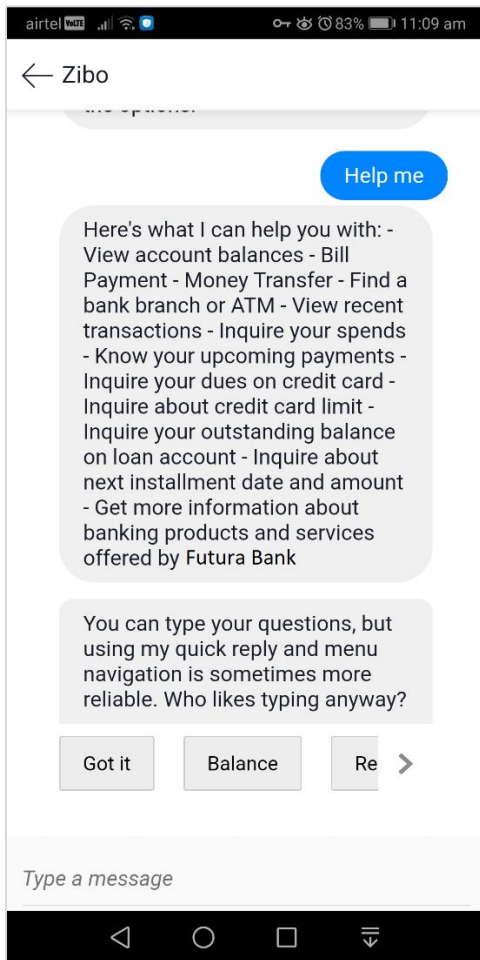 airtel VoLTE 83% 11:09 am
Zibo
the options.
Help me
Here's what I can help you with: -
View account balances - Bill
Payment - Money Transfer - Find a
bank branch or ATM - View recent
transactions - Inquire your spends
- Know your upcoming payments -
Inquire your dues on credit card -
Inquire about credit card limit -
Inquire your outstanding balance
on loan account - Inquire about
next installment date and amount
- Get more information about
banking products and services
offered by Futura Bank
You can type your questions, but
using my quick reply and menu
navigation is sometimes more
reliable. Who likes typing anyway?
Got it Balance Re
Type a message